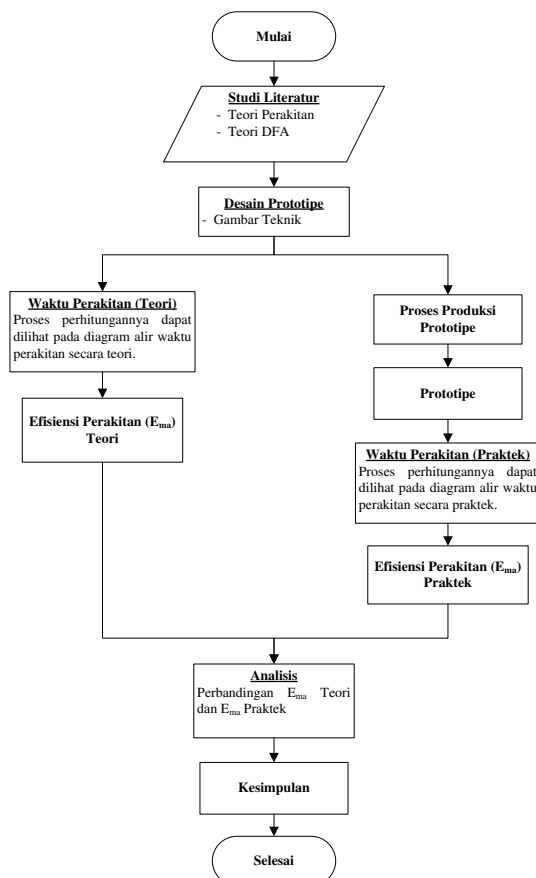 Mulai
Studi Literatur
- Teori Perakitan
- Teori DFA
Desain Prototipe
- Gambar Teknik
Waktu Perakitan (Teori)
Proses perhitungannya dapat
dilihat pada diagram alir waktu
perakitan secara teori.
Efisiensi Perakitan (Ema)
Teori
Proses Produksi
Prototipe
Prototipe
Waktu Perakitan (Praktek)
Proses perhitungannya dapat
dilihat pada diagram alir waktu
perakitan secara praktek.
Efisiensi Perakitan (Ema)
Praktek
Analisis
Perbandingan Ema Teori
dan Ema Praktek
Kesimpulan
Selesai